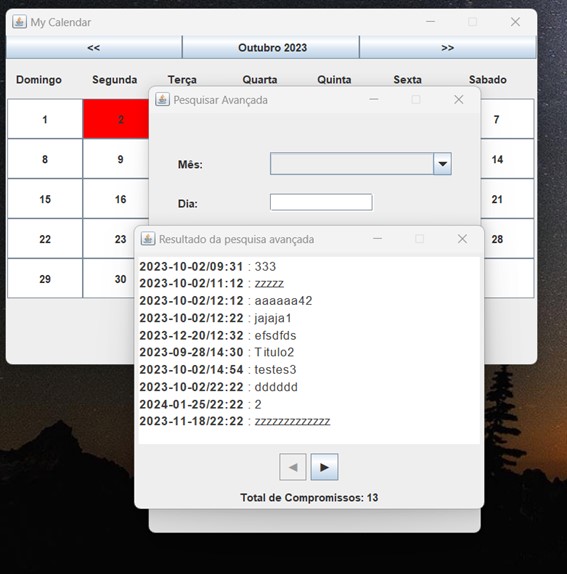 My Calendar
<< Outubro 2023 >>
Domingo Segunda Terça Quarta Quinta Sexta Sabado
Pesquisar Avançada
1 2 7
8 9 14
Mês:
15 16 21
Dia:
22 23 28
29 30
Resultado da pesquisa avançada
2023-10-02/09:31 : 333
2023-10-02/11:12 : zzzzz
2023-10-02/12:12 : aaaaaa42
2023-10-02/12:22 : jajaja1
2023-12-20/12:32 : efsdfds
2023-09-28/14:30 : Titulo2
2023-10-02/14:54 : testes3
2023-10-02/22:22 : dddddd
2024-01-25/22:22 : 2
2023-11-18/22:22 : zzzzzzzzzzzzz
Total de Compromissos: 13